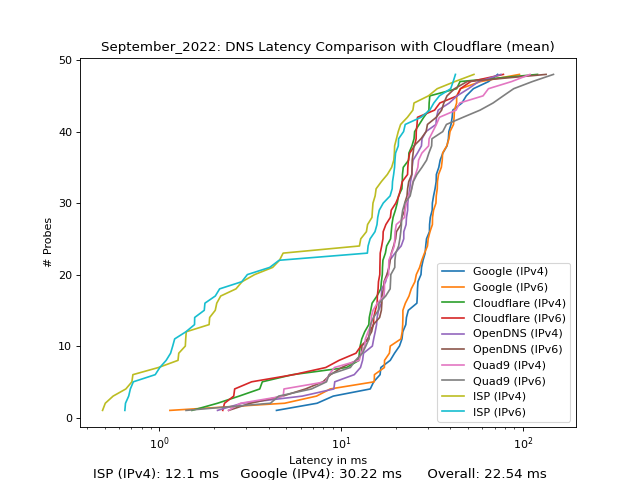 September_2022: DNS Latency Comparison with Cloudflare (mean)
50
40
30
20
10
0
# Probes
Google (IPv4)
Google (IPv6)
Cloudflare (IPv4)
Cloudflare (IPv6)
OpenDNS (IPv4)
OpenDNS (IPv6)
Quad9 (IPv4)
Quad9 (IPv6)
ISP (IPv4)
ISP (IPv6)
10⁰ 10¹ 10²
Latency in ms
ISP (IPv4): 12.1 ms Google (IPv4): 30.22 ms Overall: 22.54 ms